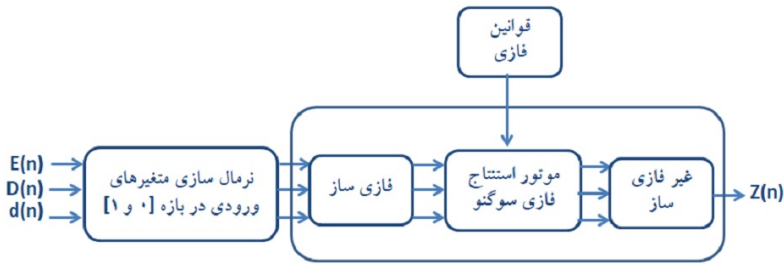 قوانین
فازی
E(n)
D(n)
d(n)
نرمال سازی متغیرهای
ورودی در بازه [۰ و ۱]
فازی ساز
موتور استنتاج
فازی سوگنو
غیر فازی
ساز
Z(n)